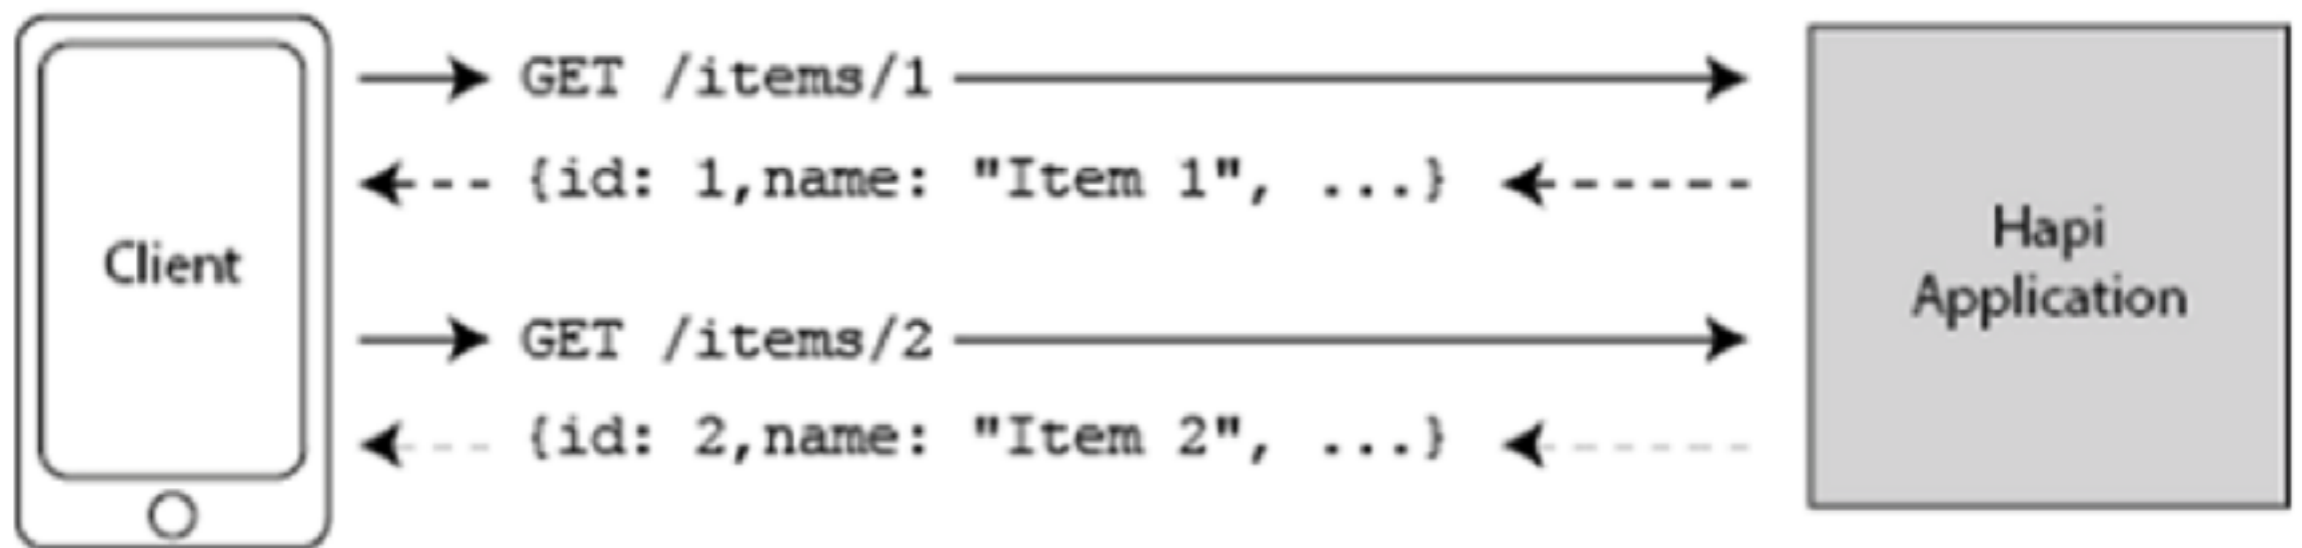 Client
GET /items/1
{id: 1,name: "Item 1", ...}
GET /items/2
{id: 2,name: "Item 2", ...}
Hapi
Application